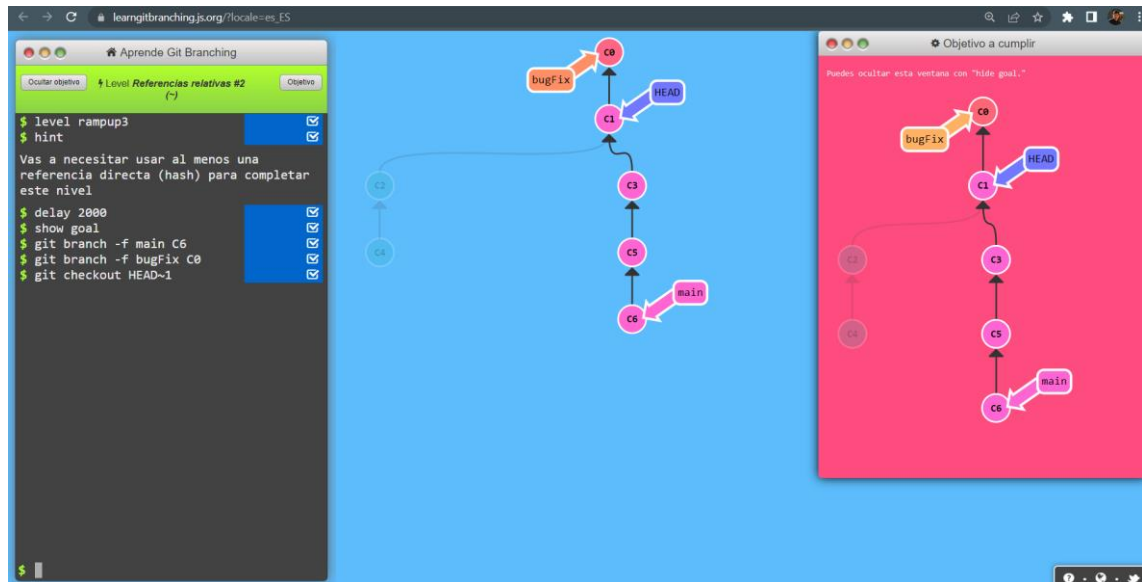 learngitbranching.js.org/?locale=es_ES
Aprende Git Branching
Ocultar objetivo
Level Referencias relativas #2
(~)
Objetivo
$ level rampup3
$ hint
Vas a necesitar usar al menos una
referencia directa (hash) para completar
este nivel
$ delay 2000
$ show goal
$ git branch -f main C6
$ git branch -f bugFix C0
$ git checkout HEAD~1
$
C0
bugFix
HEAD
C1
C2
C3
C4
C5
main
C6
Objetivo a cumplir
Puedes ocultar esta ventana con "hide goal."
C0
bugFix
HEAD
C1
C2
C3
C4
C5
main
C6